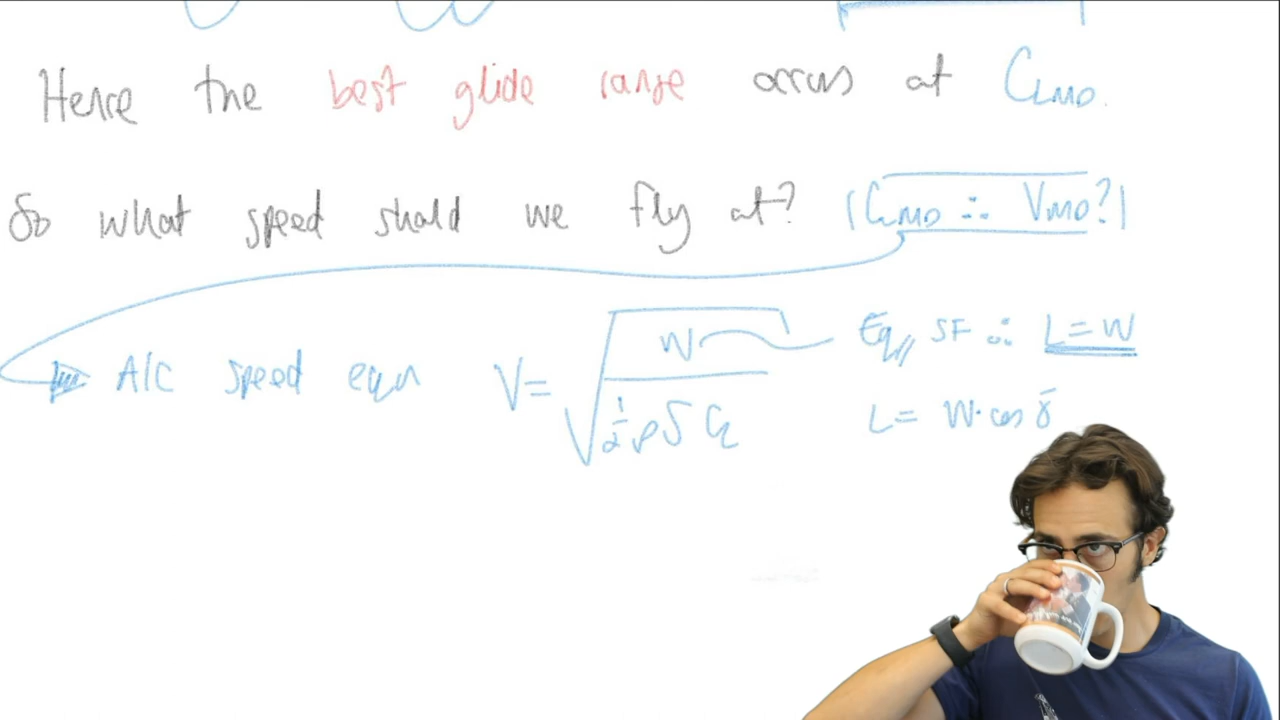 Hence the best glide range occurs at C_LMD.
So what speed should we fly at? (C_LMD ∴ V_MD?)
A/C speed eqn V = √(W / ½ρSC_L) Eq// SF ∴ L = W
L = W·cos γ